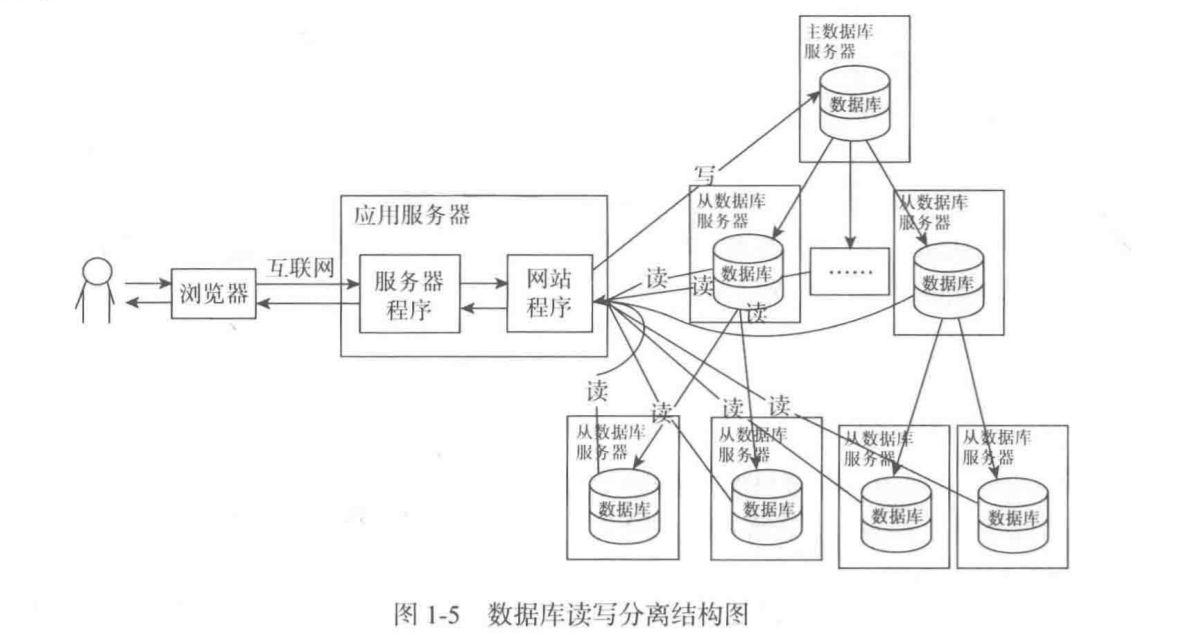 主数据库
服务器
数据库
写
从数据库
服务器
数据库
……
从数据库
服务器
数据库
应用服务器
互联网
浏览器
服务器
程序
网站
程序
读
读
读
读
读
读
读
从数据库
服务器
数据库
从数据库
服务器
数据库
从数据库
服务器
数据库
从数据库
服务器
数据库
图 1-5 数据库读写分离结构图